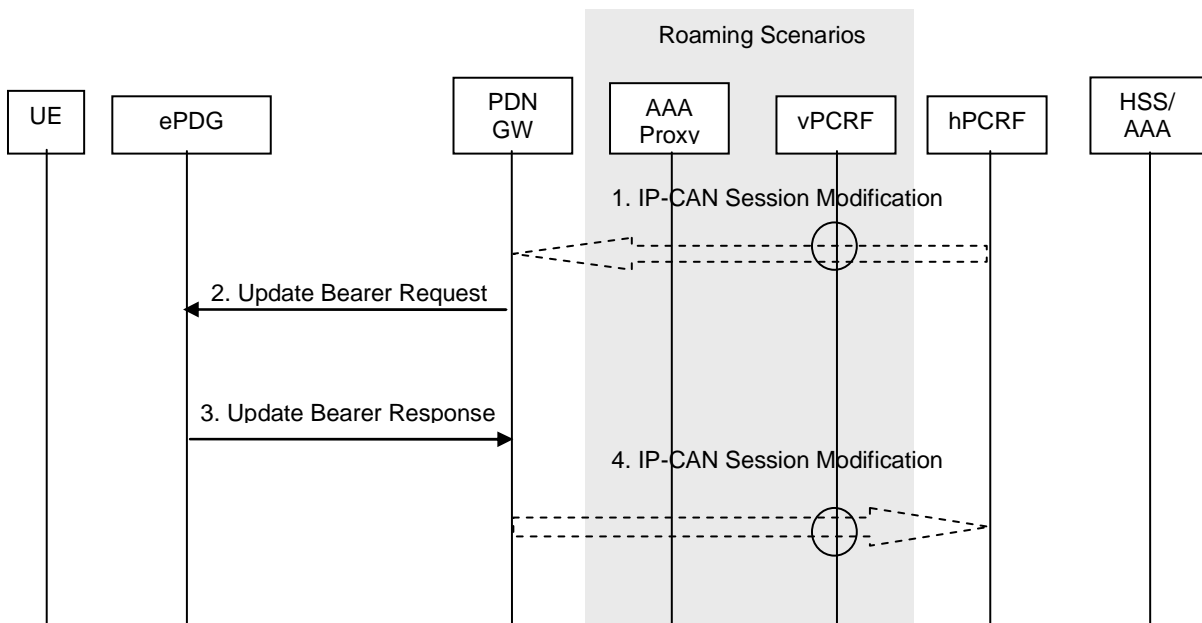 Roaming Scenarios
UE
ePDG
PDN
GW
AAA
Proxy
vPCRF
hPCRF
HSS/
AAA
1. IP-CAN Session Modification
2. Update Bearer Request
3. Update Bearer Response
4. IP-CAN Session Modification